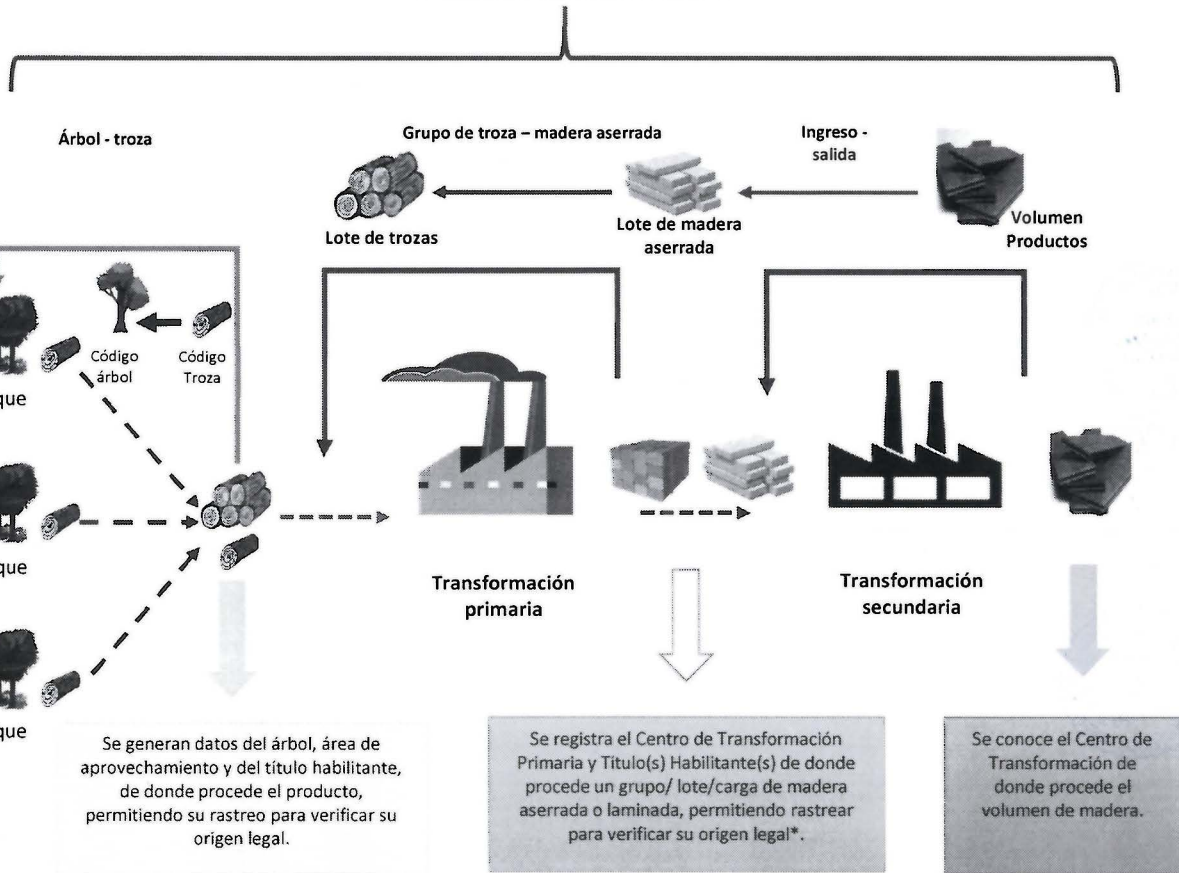 Árbol - troza
Grupo de troza – madera aserrada
Ingreso -
salida
Lote de trozas
Lote de madera
aserrada
Volumen
Productos
Código
árbol
Código
Troza
que
que
que
Transformación
primaria
Transformación
secundaria
Se generan datos del árbol, área de
aprovechamiento y del título habilitante,
de donde procede el producto,
permitiendo su rastreo para verificar su
origen legal.
Se registra el Centro de Transformación
Primaria y Título(s) Habilitante(s) de donde
procede un grupo/ lote/carga de madera
aserrada o laminada, permitiendo rastrear
para verificar su origen legal*.
Se conoce el Centro de
Transformación de
donde procede el
volumen de madera.